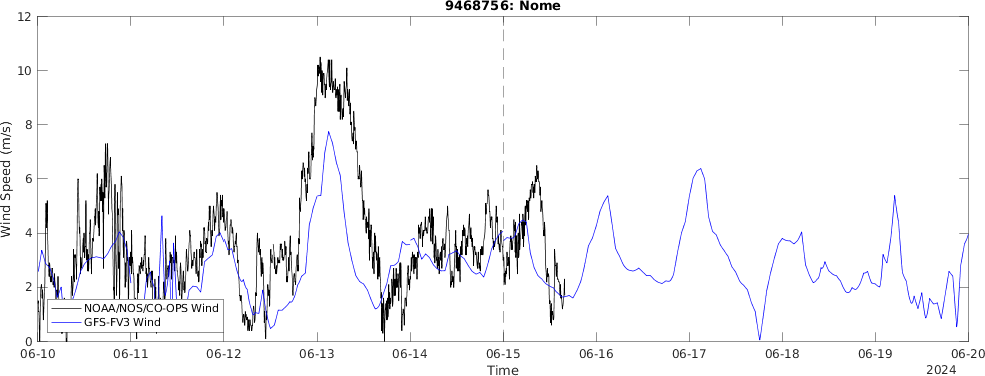 9468756: Nome
12
10
8
6
4
2
0
Wind Speed (m/s)
NOAA/NOS/CO-OPS Wind
GFS-FV3 Wind
06-10 06-11 06-12 06-13 06-14 06-15 06-16 06-17 06-18 06-19 06-20
Time
2024